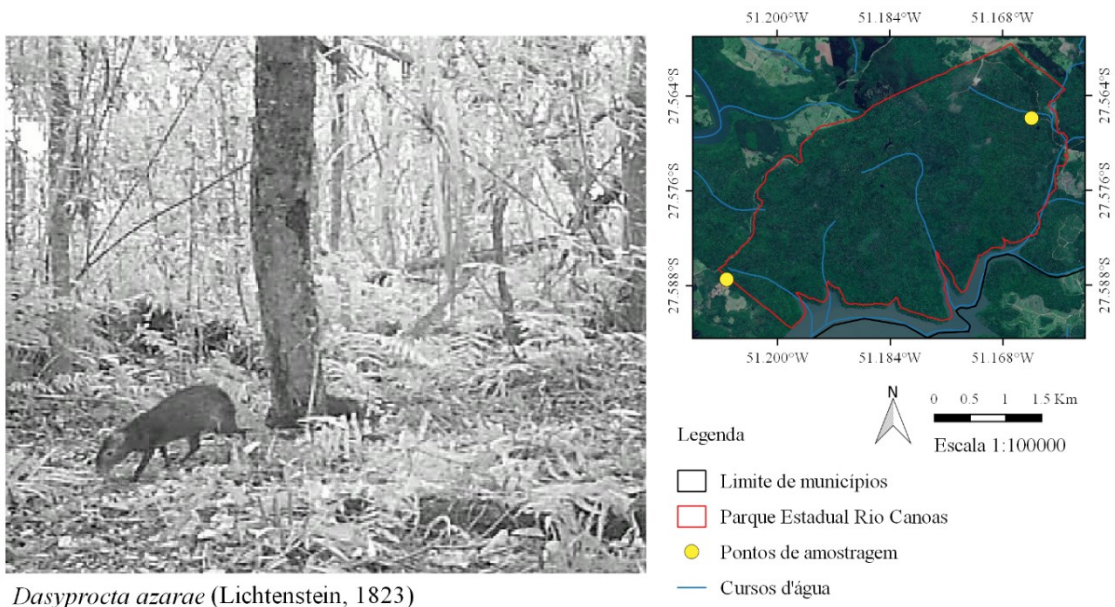 51.200°W 51.184°W 51.168°W
27.564°S
27.576°S
27.588°S
27.564°S
27.576°S
27.588°S
51.200°W 51.184°W 51.168°W
N
0 0.5 1 1.5 Km
Escala 1:100000
Legenda
Limite de municípios
Parque Estadual Rio Canoas
Pontos de amostragem
Cursos d'água
Dasyprocta azarae (Lichtenstein, 1823)